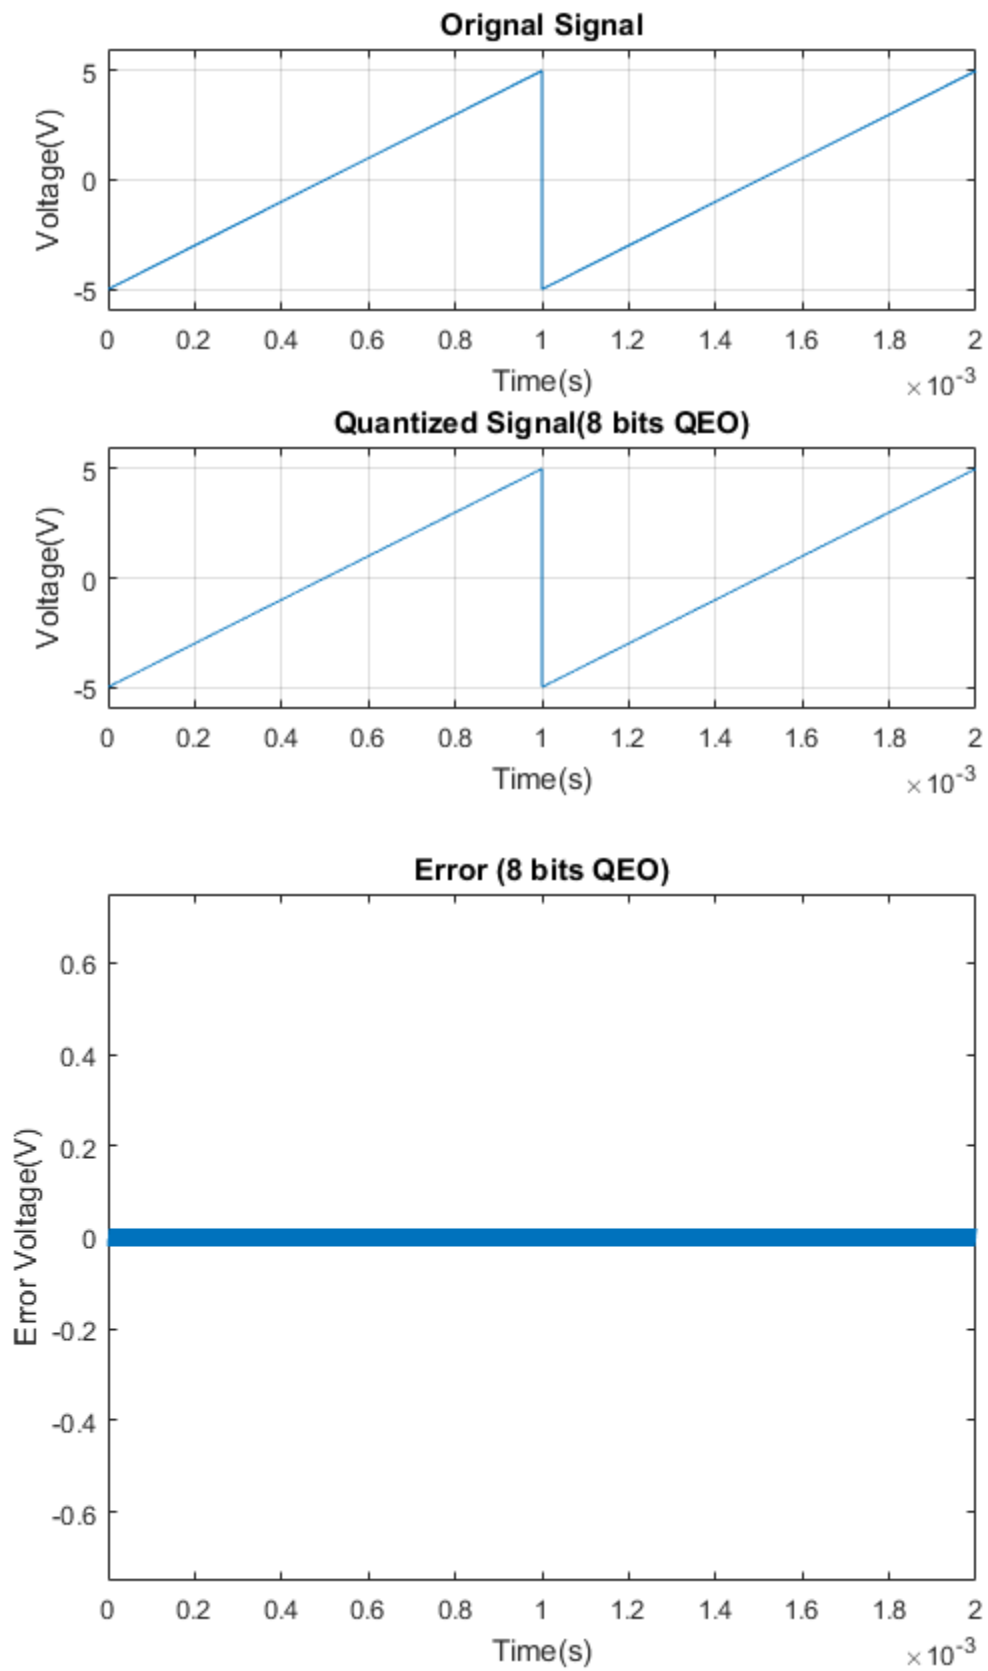 Orignal Signal
5
0
-5
Voltage(V)
0 0.2 0.4 0.6 0.8 1 1.2 1.4 1.6 1.8 2
Time(s)
×10-3
Quantized Signal(8 bits QEO)
5
0
-5
Voltage(V)
0 0.2 0.4 0.6 0.8 1 1.2 1.4 1.6 1.8 2
Time(s)
×10-3
Error (8 bits QEO)
0.6
0.4
0.2
0
-0.2
-0.4
-0.6
Error Voltage(V)
0 0.2 0.4 0.6 0.8 1 1.2 1.4 1.6 1.8 2
Time(s)
×10-3